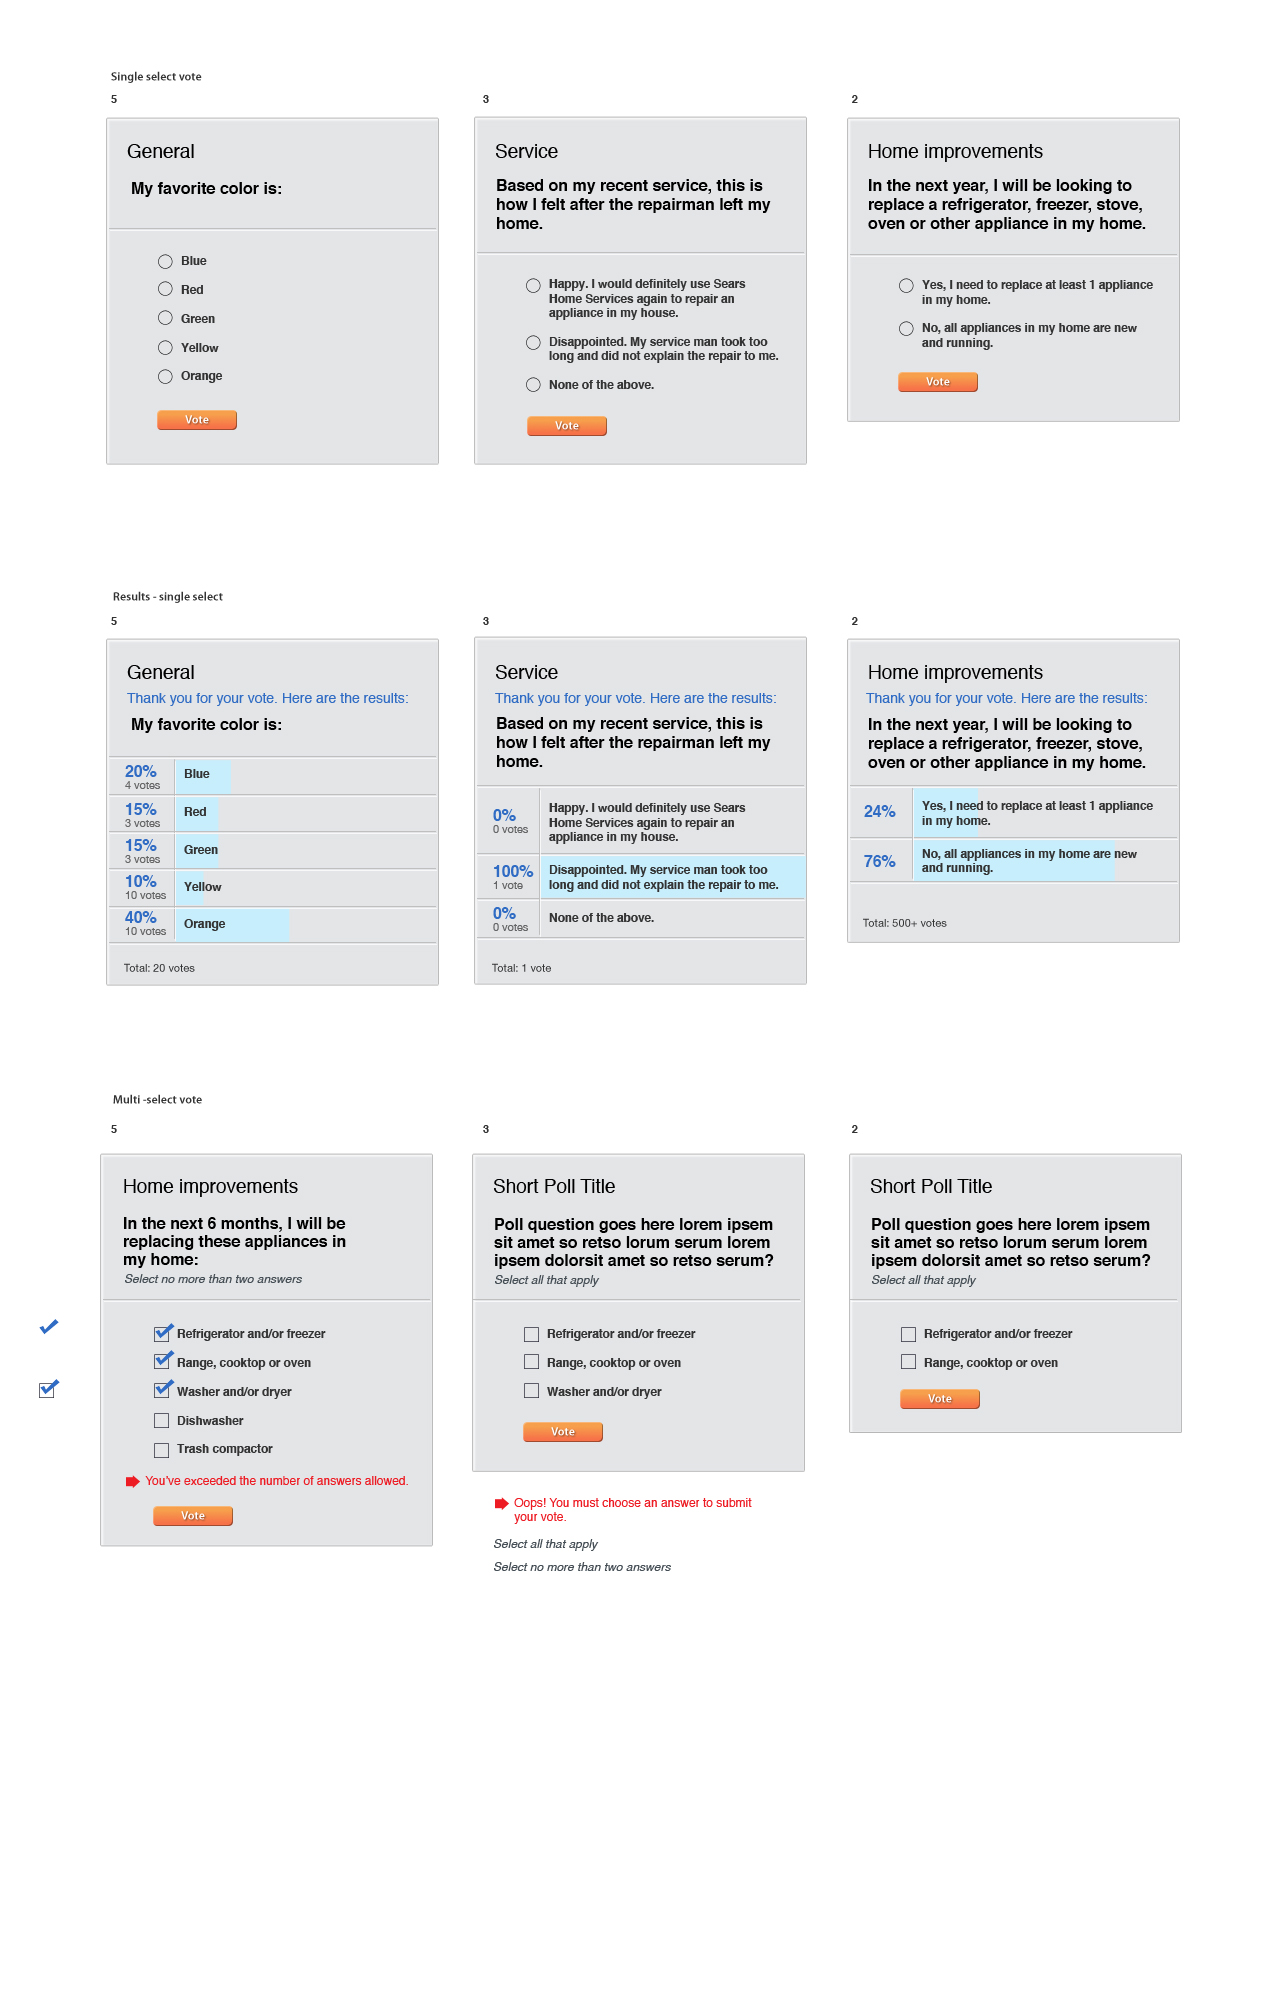 Single select vote
5
3
2
General
My favorite color is:
Blue
Red
Green
Yellow
Orange
Vote
Service
Based on my recent service, this is
how I felt after the repairman left my
home.
Happy. I would definitely use Sears
Home Services again to repair an
appliance in my house.
Disappointed. My service man took too
long and did not explain the repair to me.
None of the above.
Vote
Home improvements
In the next year, I will be looking to
replace a refrigerator, freezer, stove,
oven or other appliance in my home.
Yes, I need to replace at least 1 appliance
in my home.
No, all appliances in my home are new
and running.
Vote
Results - single select
5
3
2
General
Thank you for your vote. Here are the results:
My favorite color is:
20%
4 votes
Blue
15%
3 votes
Red
15%
3 votes
Green
10%
10 votes
Yellow
40%
10 votes
Orange
Total: 20 votes
Service
Thank you for your vote. Here are the results:
Based on my recent service, this is
how I felt after the repairman left my
home.
0%
0 votes
Happy. I would definitely use Sears
Home Services again to repair an
appliance in my house.
100%
1 vote
Disappointed. My service man took too
long and did not explain the repair to me.
0%
0 votes
None of the above.
Total: 1 vote
Home improvements
Thank you for your vote. Here are the results:
In the next year, I will be looking to
replace a refrigerator, freezer, stove,
oven or other appliance in my home.
24%
Yes, I need to replace at least 1 appliance
in my home.
76%
No, all appliances in my home are new
and running.
Total: 500+ votes
Multi -select vote
5
3
2
Home improvements
In the next 6 months, I will be
replacing these appliances in
my home:
Select no more than two answers
Refrigerator and/or freezer
Range, cooktop or oven
Washer and/or dryer
Dishwasher
Trash compactor
You've exceeded the number of answers allowed.
Vote
Short Poll Title
Poll question goes here lorem ipsem
sit amet so retso lorum serum lorem
ipsem dolorsit amet so retso serum?
Select all that apply
Refrigerator and/or freezer
Range, cooktop or oven
Washer and/or dryer
Vote
Oops! You must choose an answer to submit
your vote.
Select all that apply
Select no more than two answers
Short Poll Title
Poll question goes here lorem ipsem
sit amet so retso lorum serum lorem
ipsem dolorsit amet so retso serum?
Select all that apply
Refrigerator and/or freezer
Range, cooktop or oven
Vote